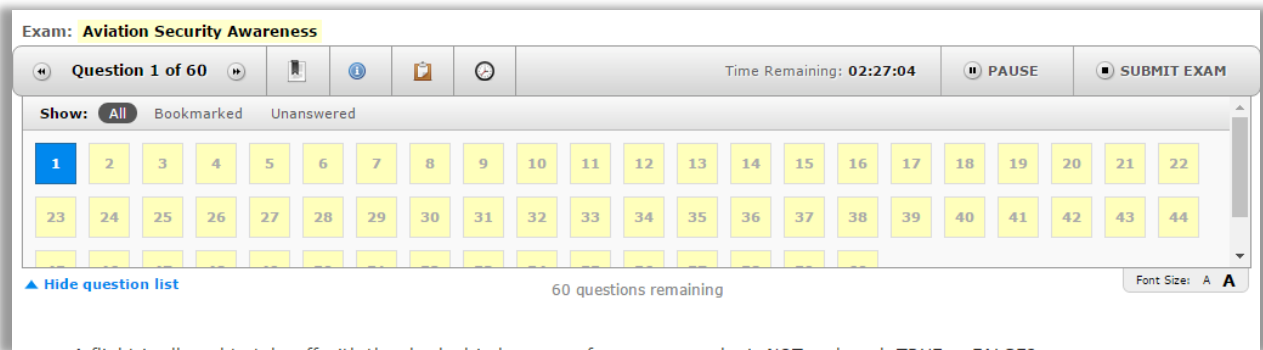 Exam: Aviation Security Awareness
Question 1 of 60
Time Remaining: 02:27:04
PAUSE
SUBMIT EXAM
Show: All Bookmarked Unanswered
1 2 3 4 5 6 7 8 9 10 11 12 13 14 15 16 17 18 19 20 21 22
23 24 25 26 27 28 29 30 31 32 33 34 35 36 37 38 39 40 41 42 43 44
Hide question list
60 questions remaining
Font Size: A A